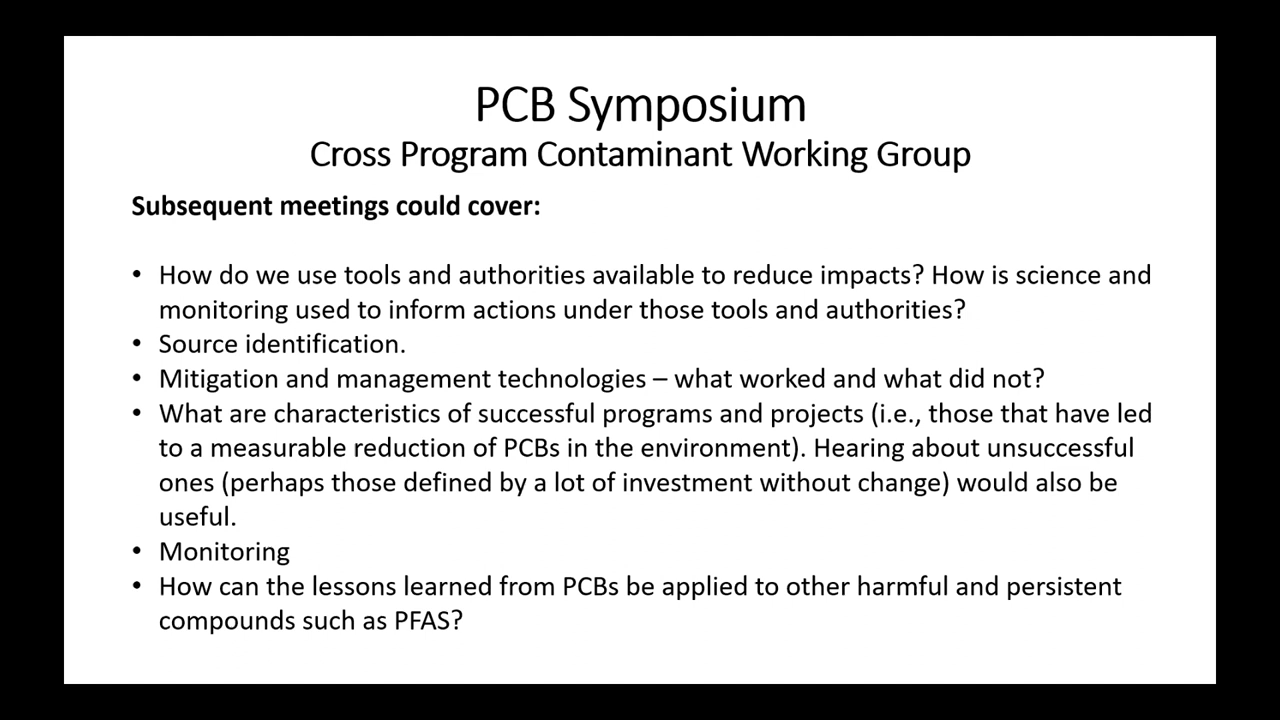 PCB Symposium
Cross Program Contaminant Working Group
Subsequent meetings could cover:
• How do we use tools and authorities available to reduce impacts? How is science and
monitoring used to inform actions under those tools and authorities?
• Source identification.
• Mitigation and management technologies – what worked and what did not?
• What are characteristics of successful programs and projects (i.e., those that have led
to a measurable reduction of PCBs in the environment). Hearing about unsuccessful
ones (perhaps those defined by a lot of investment without change) would also be
useful.
• Monitoring
• How can the lessons learned from PCBs be applied to other harmful and persistent
compounds such as PFAS?